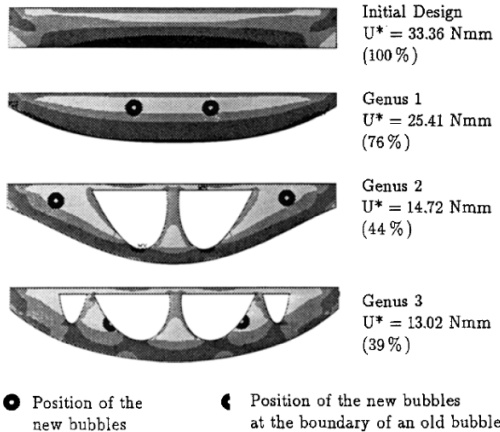 Initial Design
U* = 33.36 Nmm
(100 %)
Genus 1
U* = 25.41 Nmm
(76 %)
Genus 2
U* = 14.72 Nmm
(44 %)
Genus 3
U* = 13.02 Nmm
(39 %)
Position of the
new bubbles
Position of the new bubbles
at the boundary of an old bubble